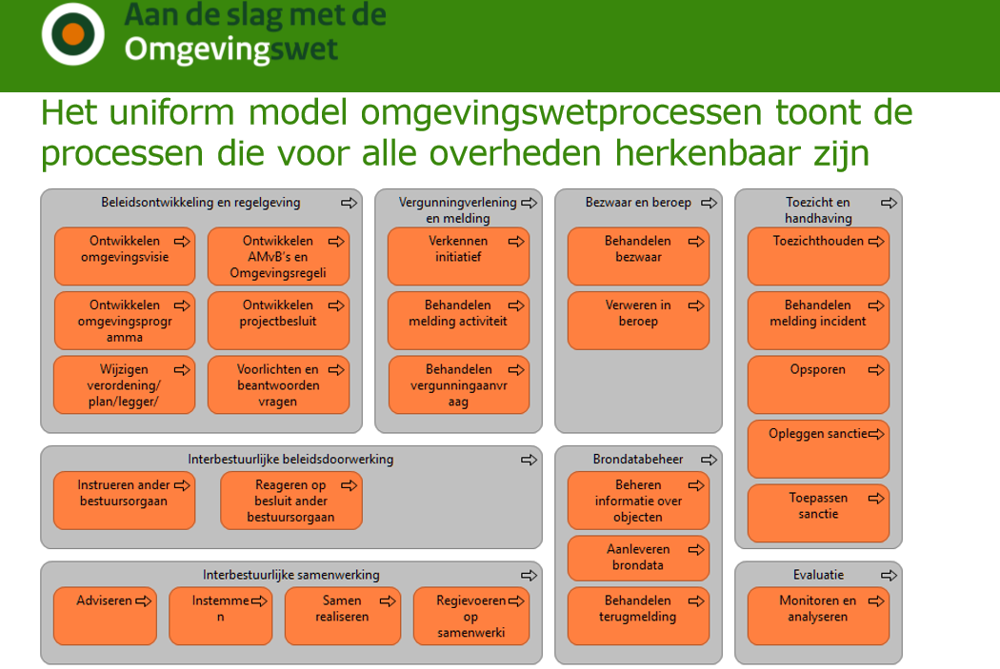 Aan de slag met de
Omgevingswet
Het uniform model omgevingswetprocessen toont de
processen die voor alle overheden herkenbaar zijn
Beleidsontwikkeling en regelgeving
Ontwikkelen
omgevingsvisie
Ontwikkelen
AMvB's en
Omgevingsregeli
Ontwikkelen
omgevingsprogr
amma
Ontwikkelen
projectbesluit
Wijzigen
verordening/
plan/legger/
Voorlichten en
beantwoorden
vragen
Vergunningverlening
en melding
Verkennen
initiatief
Behandelen
melding activiteit
Behandelen
vergunningaanvr
aag
Bezwaar en beroep
Behandelen
bezwaar
Verweren in
beroep
Toezicht en
handhaving
Toezichthouden
Behandelen
melding incident
Opsporen
Opleggen sanctie
Toepassen
sanctie
Interbestuurlijke beleidsdoorwerking
Instrueren ander
bestuursorgaan
Reageren op
besluit ander
bestuursorgaan
Brondatabeheer
Beheren
informatie over
objecten
Aanleveren
brondata
Behandelen
terugmelding
Interbestuurlijke samenwerking
Adviseren
Instemme
n
Samen
realiseren
Regievoeren
op
samenwerki
Evaluatie
Monitoren en
analyseren